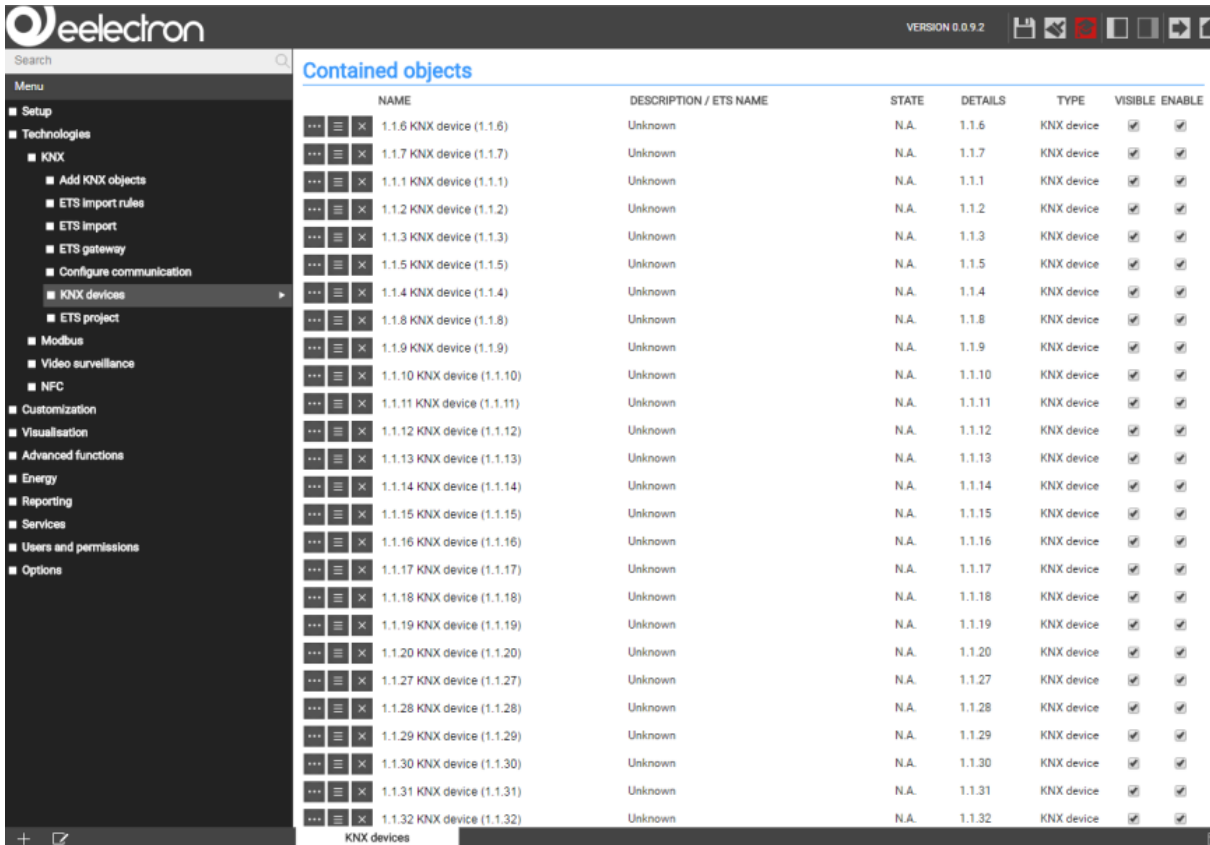 eelectron
VERSION 0.0.9.2
Search
Menu
Setup
Technologies
KNX
Add KNX objects
ETS import rules
ETS import
ETS gateway
Configure communication
KNX devices
ETS project
Modbus
Video surveillance
NFC
Customization
Visualisation
Advanced functions
Energy
Reporting
Services
Users and permissions
Options
Contained objects
NAME DESCRIPTION / ETS NAME STATE DETAILS TYPE VISIBLE ENABLE
1.1.6 KNX device (1.1.6) Unknown N.A. 1.1.6 KNX device
1.1.7 KNX device (1.1.7) Unknown N.A. 1.1.7 KNX device
1.1.1 KNX device (1.1.1) Unknown N.A. 1.1.1 KNX device
1.1.2 KNX device (1.1.2) Unknown N.A. 1.1.2 KNX device
1.1.3 KNX device (1.1.3) Unknown N.A. 1.1.3 KNX device
1.1.5 KNX device (1.1.5) Unknown N.A. 1.1.5 KNX device
1.1.4 KNX device (1.1.4) Unknown N.A. 1.1.4 KNX device
1.1.8 KNX device (1.1.8) Unknown N.A. 1.1.8 KNX device
1.1.9 KNX device (1.1.9) Unknown N.A. 1.1.9 KNX device
1.1.10 KNX device (1.1.10) Unknown N.A. 1.1.10 KNX device
1.1.11 KNX device (1.1.11) Unknown N.A. 1.1.11 KNX device
1.1.12 KNX device (1.1.12) Unknown N.A. 1.1.12 KNX device
1.1.13 KNX device (1.1.13) Unknown N.A. 1.1.13 KNX device
1.1.14 KNX device (1.1.14) Unknown N.A. 1.1.14 KNX device
1.1.15 KNX device (1.1.15) Unknown N.A. 1.1.15 KNX device
1.1.16 KNX device (1.1.16) Unknown N.A. 1.1.16 KNX device
1.1.17 KNX device (1.1.17) Unknown N.A. 1.1.17 KNX device
1.1.18 KNX device (1.1.18) Unknown N.A. 1.1.18 KNX device
1.1.19 KNX device (1.1.19) Unknown N.A. 1.1.19 KNX device
1.1.20 KNX device (1.1.20) Unknown N.A. 1.1.20 KNX device
1.1.27 KNX device (1.1.27) Unknown N.A. 1.1.27 KNX device
1.1.28 KNX device (1.1.28) Unknown N.A. 1.1.28 KNX device
1.1.29 KNX device (1.1.29) Unknown N.A. 1.1.29 KNX device
1.1.30 KNX device (1.1.30) Unknown N.A. 1.1.30 KNX device
1.1.31 KNX device (1.1.31) Unknown N.A. 1.1.31 KNX device
1.1.32 KNX device (1.1.32) Unknown N.A. 1.1.32 KNX device
KNX devices